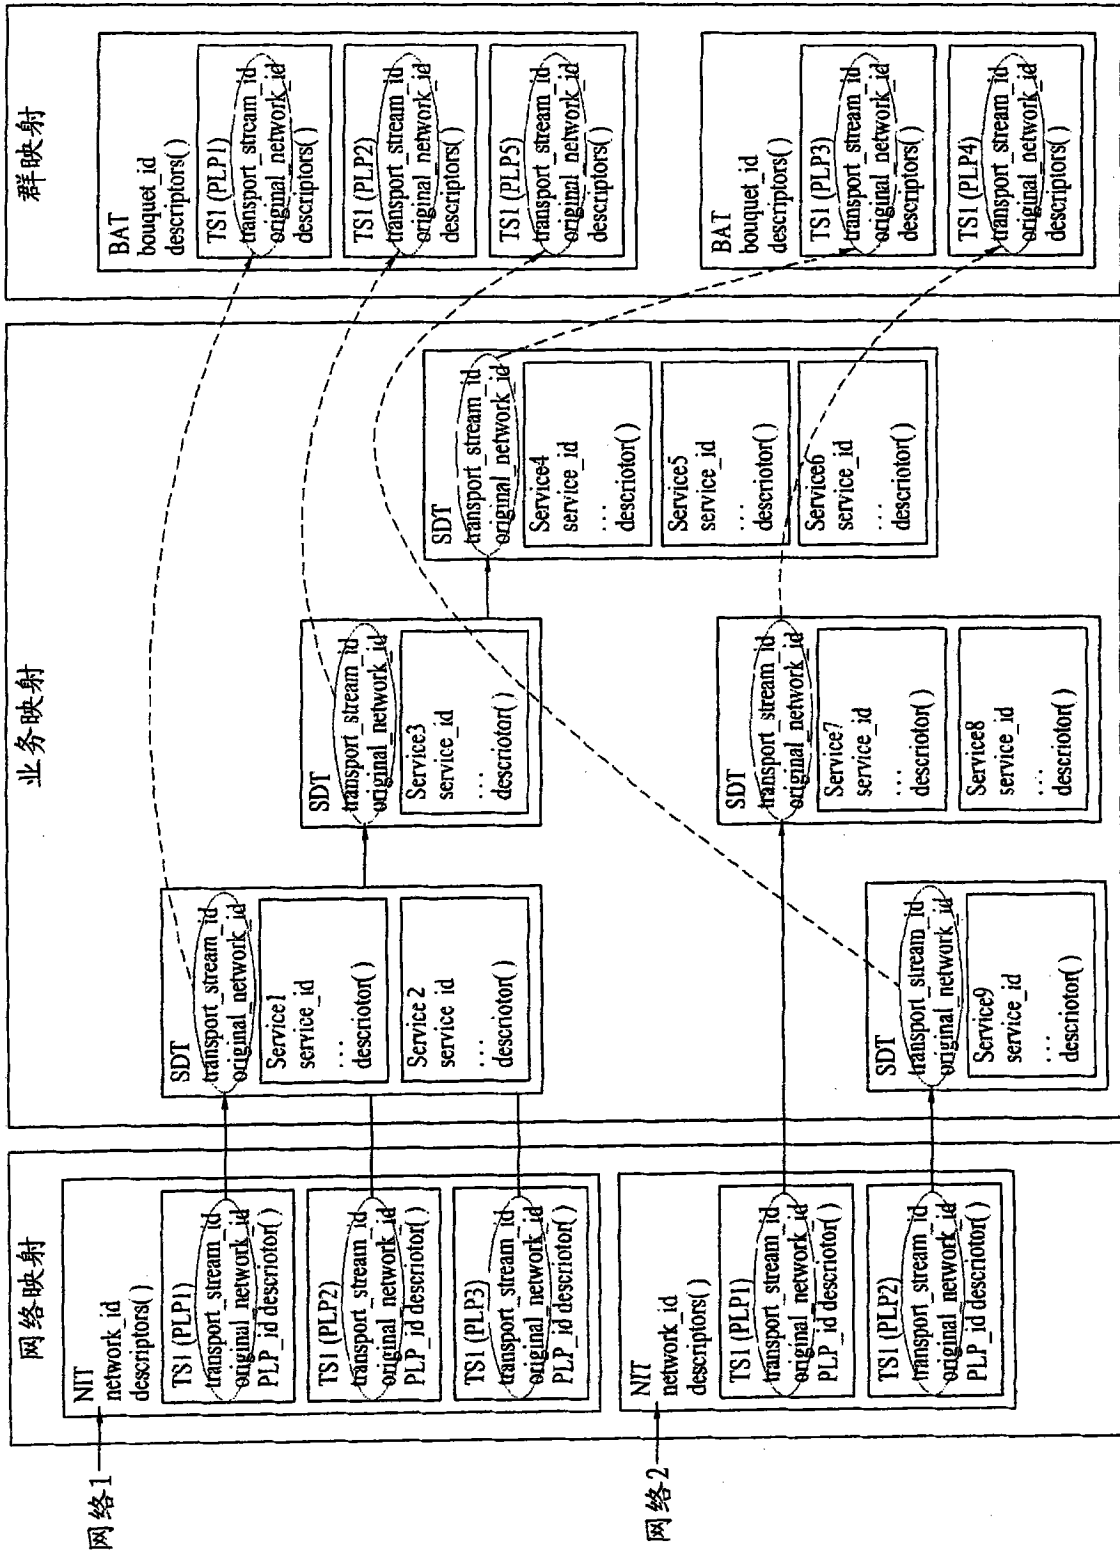 网络映射
网络1
NIT
network_id
descriptors()
TS1 (PLP1)
transport_stream_id
original_network_id
PLP_id descriotor()
TS1 (PLP2)
transport_stream_id
original_network_id
PLP_id descriotor()
TS1 (PLP3)
transport_stream_id
original_network_id
PLP_id descriotor()
网络2
NIT
network_id
descriptors()
TS1 (PLP1)
transport_stream_id
original_network_id
PLP_id descriotor()
TS1 (PLP2)
transport_stream_id
original_network_id
PLP_id descriotor()
业务映射
SDT
transport_stream_id
original_network_id
Service1
service_id
...
descriotor()
Service 2
service id
...
descriotor()
SDT
transport_stream_id
original_network_id
Service3
service_id
...
descriotor()
SDT
transport_stream_id
original_network_id
Service4
service_id
...
descriotor()
Service5
service_id
...
descriotor()
Service6
service_id
...
descriotor()
SDT
transport_stream_id
original_network_id
Service7
service_id
...
descriotor()
Service8
service_id
...
descriotor()
SDT
transport_stream_id
original_network_id
Service9
service_id
...
descriotor()
群映射
BAT
bouquet_id
descriptors()
TS1 (PLP1)
transport_stream_id
original_network_id
descriptors()
TS1 (PLP2)
transport_stream_id
original_network_id
descriptors()
TS1 (PLP5)
transport_stream_id
original_network_id
descriptors()
BAT
bouquet_id
descriptors()
TS1 (PLP3)
transport_stream_id
original_network_id
descriptors()
TS1 (PLP4)
transport_stream_id
original_network_id
descriptors()